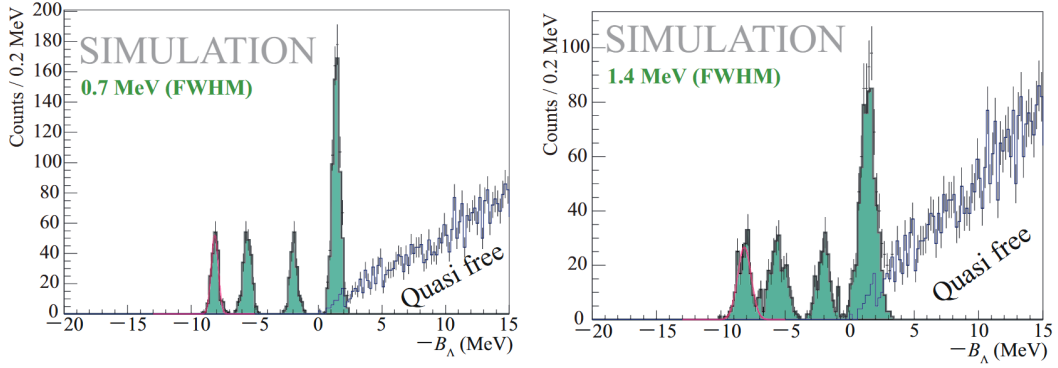 SIMULATION
0.7 MeV (FWHM)
Counts / 0.2 MeV
200
180
160
140
120
100
80
60
40
20
0
Quasi free
−20 −15 −10 −5 0 5 10 15
−B_Λ (MeV)
SIMULATION
1.4 MeV (FWHM)
Counts / 0.2 MeV
100
80
60
40
20
0
Quasi free
−20 −15 −10 −5 0 5 10 15
−B_Λ (MeV)